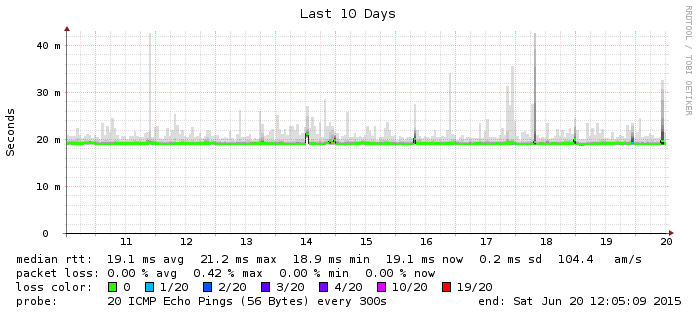 Last 10 Days
RRDTOOL / TOBI OETIKER
Seconds
40 m
30 m
20 m
10 m
0
11 12 13 14 15 16 17 18 19 20
median rtt: 19.1 ms avg 21.2 ms max 18.9 ms min 19.1 ms now 0.2 ms sd 104.4 am/s
packet loss: 0.00 % avg 0.42 % max 0.00 % min 0.00 % now
loss color: 0 1/20 2/20 3/20 4/20 10/20 19/20
probe: 20 ICMP Echo Pings (56 Bytes) every 300s end: Sat Jun 20 12:05:09 2015